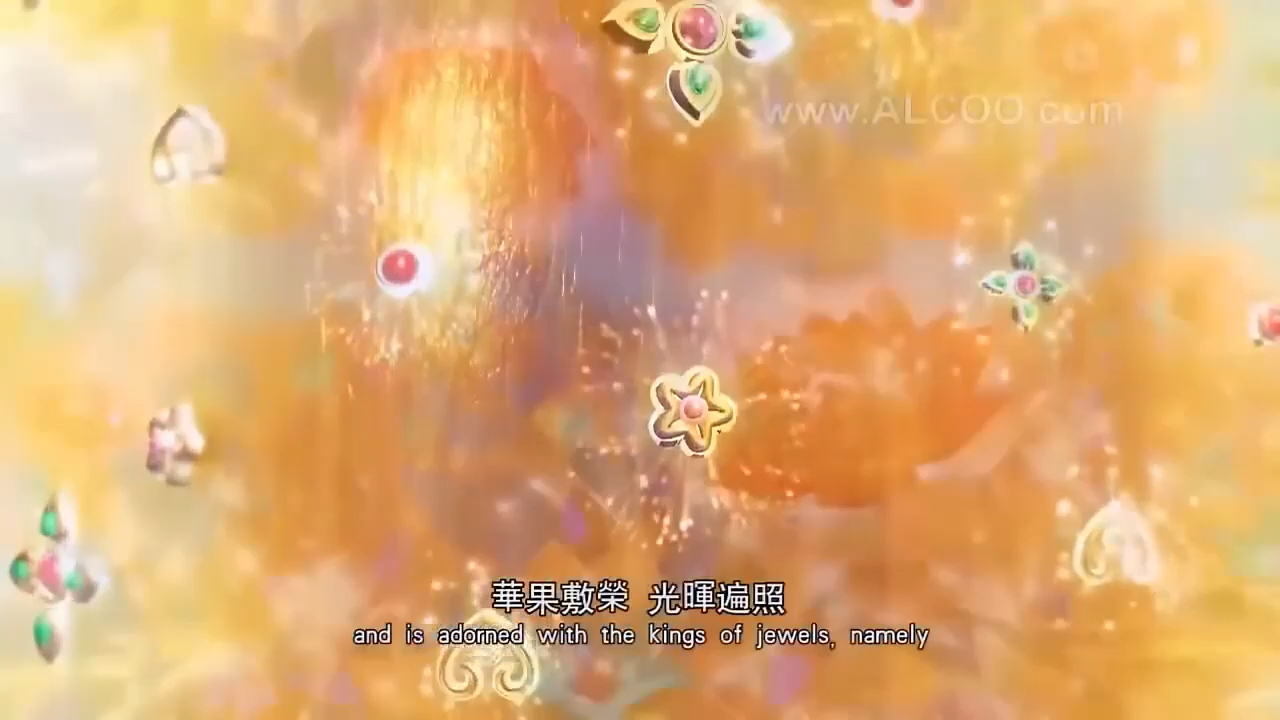 www.ALCOO.com
華果敷榮 光暉遍照
and is adorned with the kings of jewels, namely